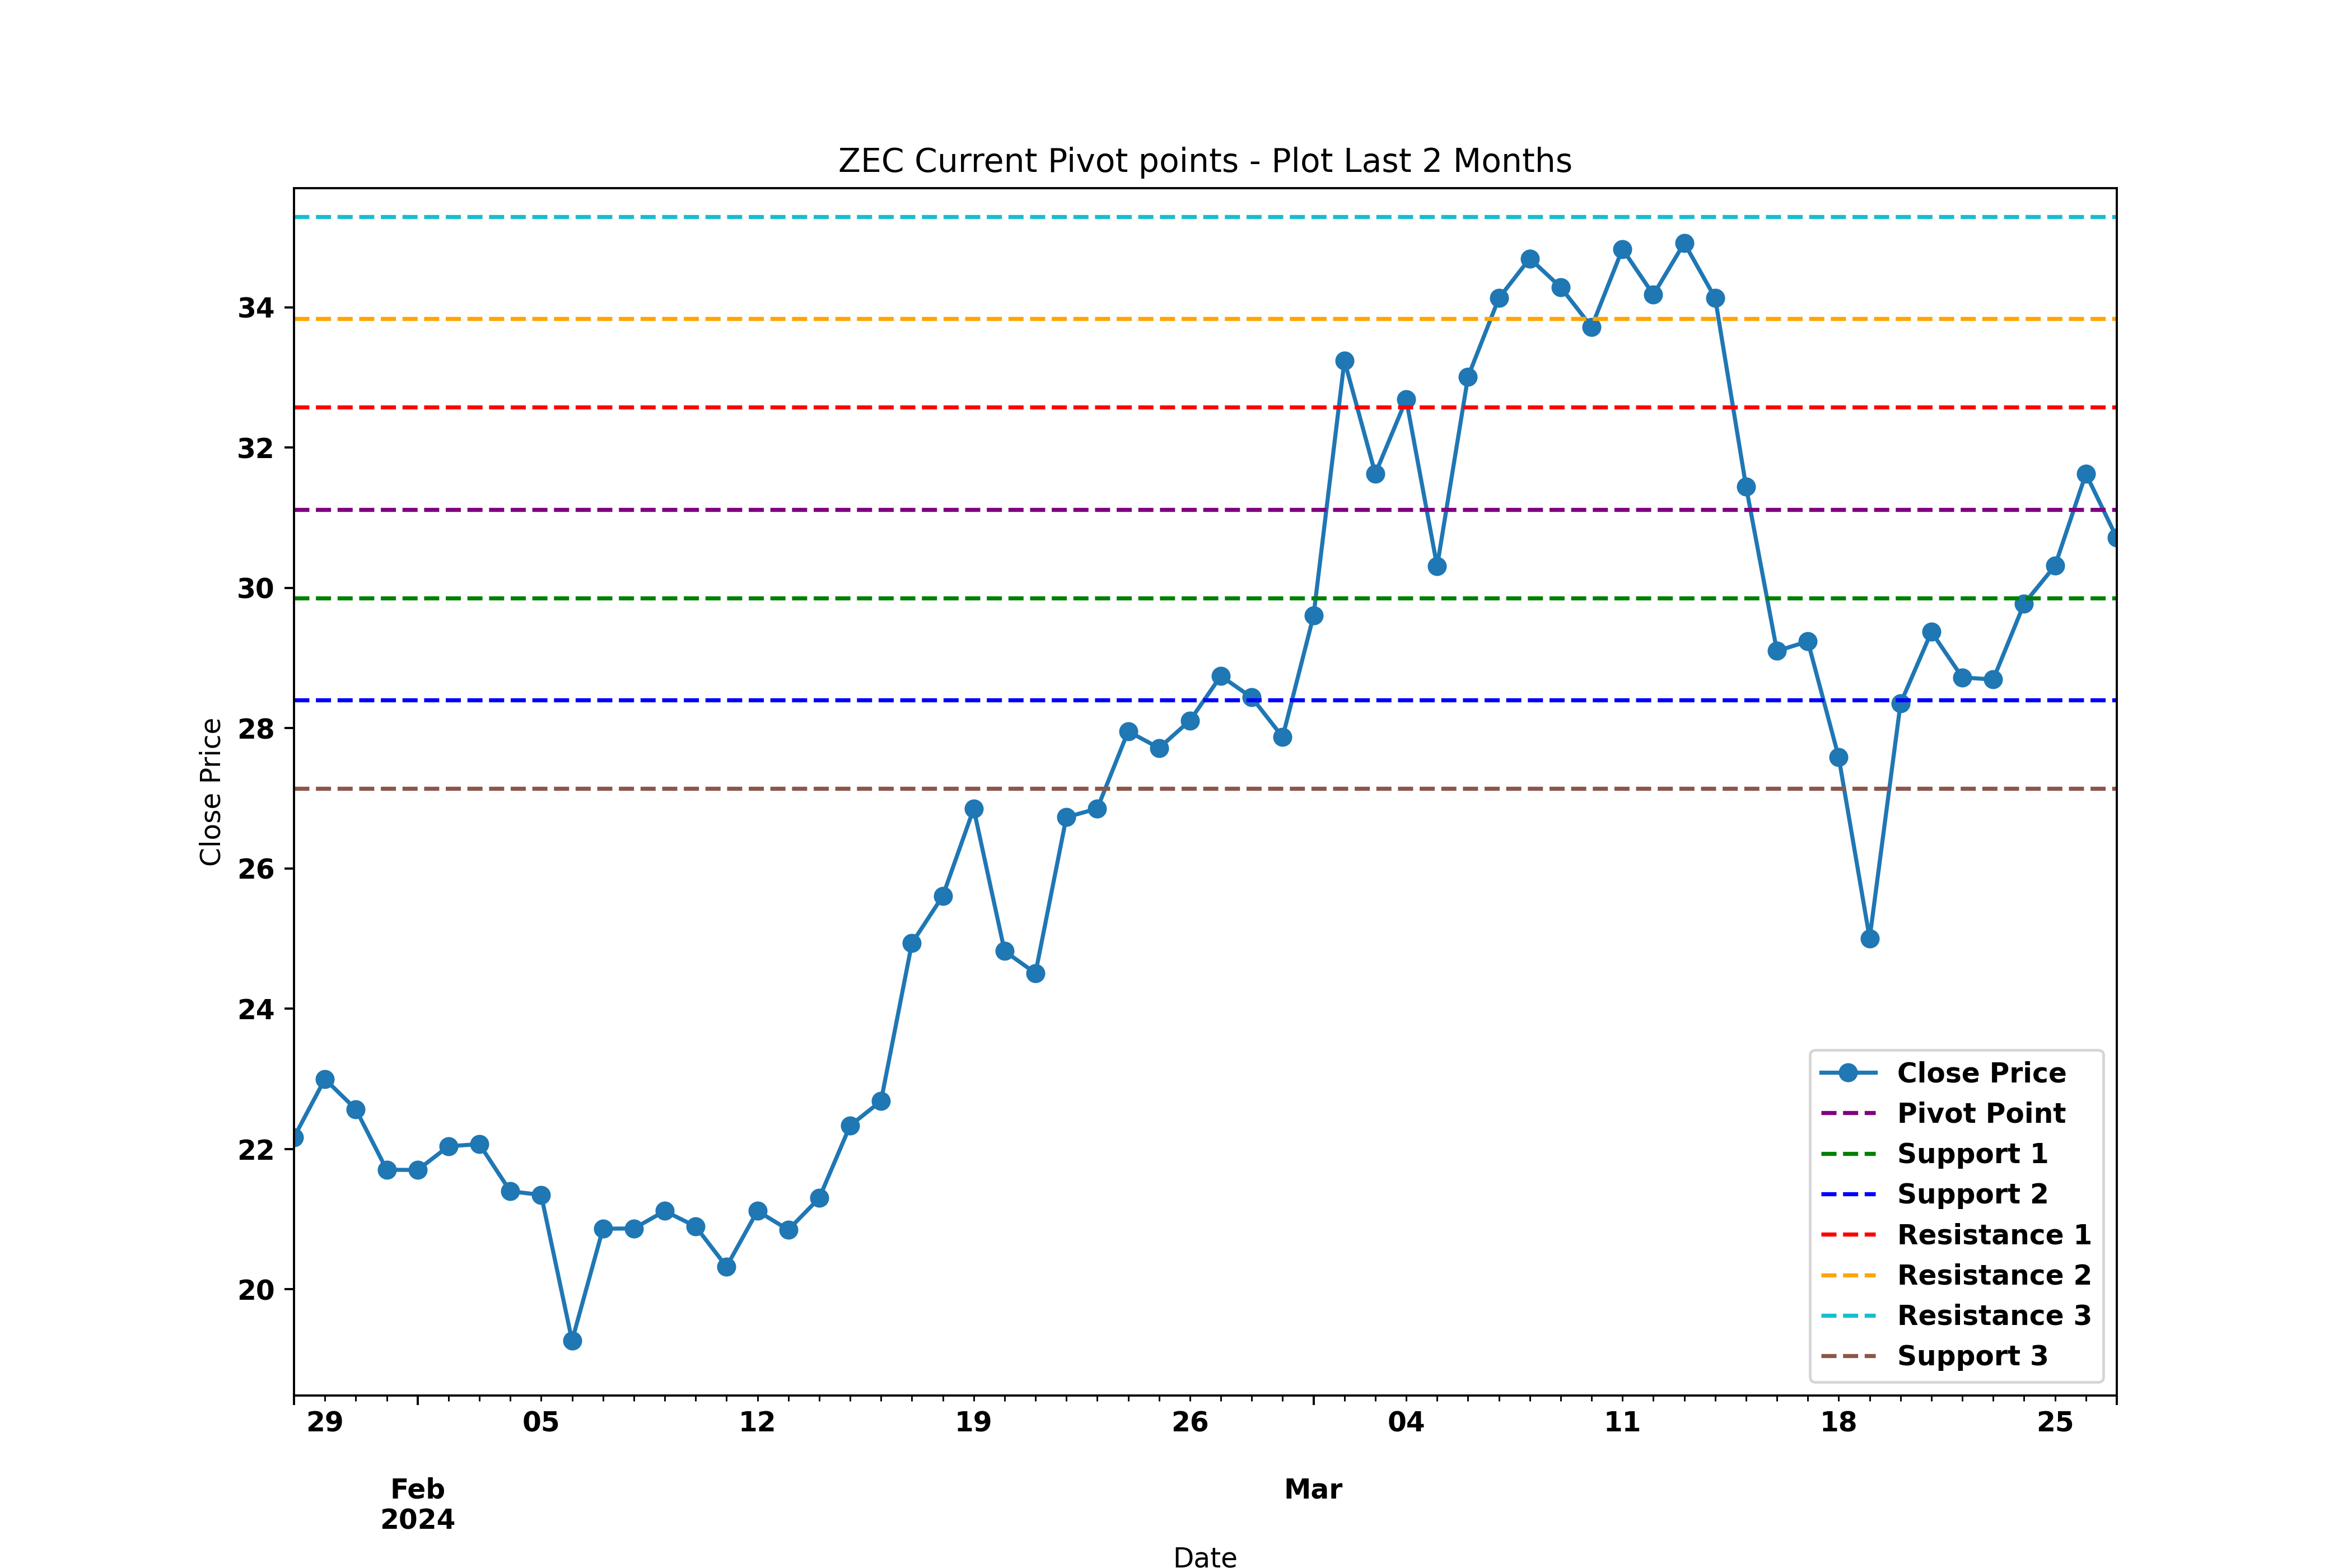 ZEC Current Pivot points - Plot Last 2 Months
Close Price
34
32
30
28
26
24
22
20
Close Price
Pivot Point
Support 1
Support 2
Resistance 1
Resistance 2
Resistance 3
Support 3
29 05 12 19 26 04 11 18 25
Feb Mar
2024
Date